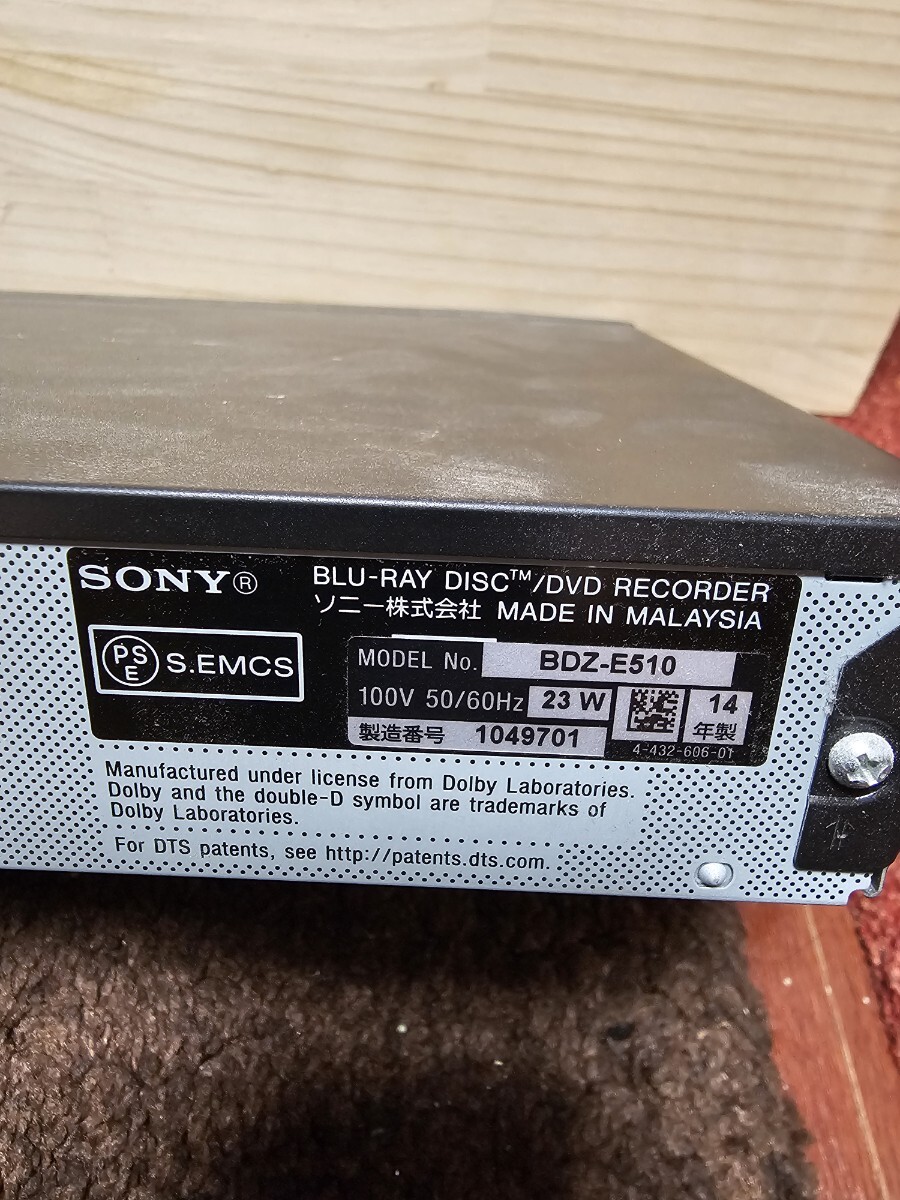 SONY®
BLU-RAY DISC™/DVD RECORDER
ソニー株式会社 MADE IN MALAYSIA
PSE S.EMCS
MODEL No. BDZ-E510
100V 50/60Hz 23 W
14年製
製造番号 1049701
4-432-606-01
Manufactured under license from Dolby Laboratories.
Dolby and the double-D symbol are trademarks of
Dolby Laboratories.
For DTS patents, see http://patents.dts.com.